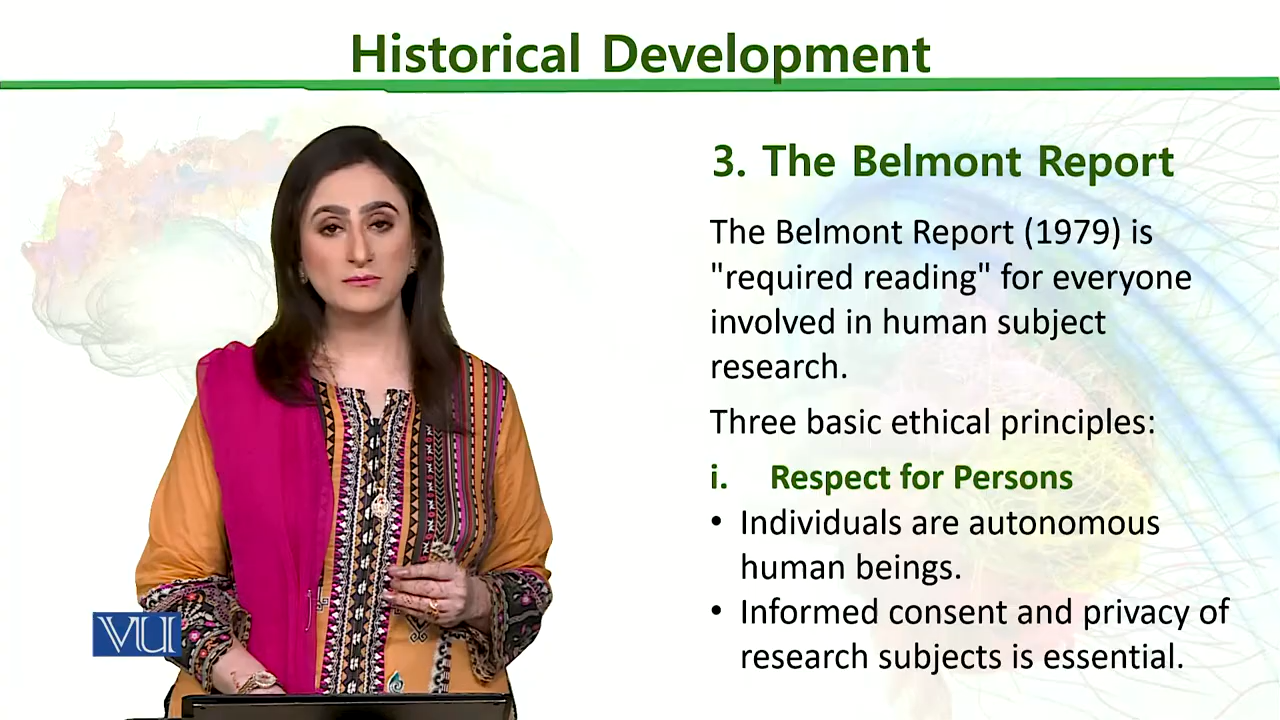 Historical Development
3. The Belmont Report
The Belmont Report (1979) is
"required reading" for everyone
involved in human subject
research.
Three basic ethical principles:
i. Respect for Persons
• Individuals are autonomous
human beings.
• Informed consent and privacy of
research subjects is essential.
VU